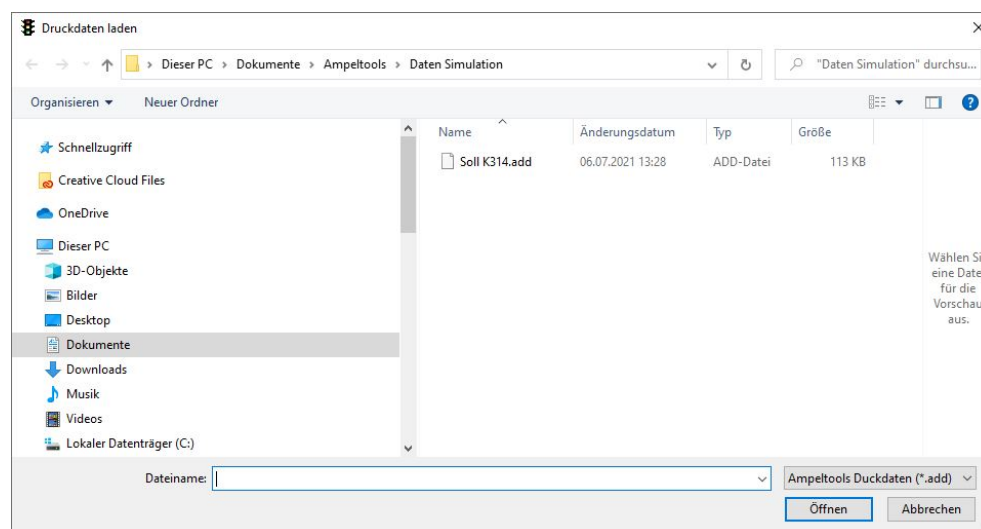 Druckdaten laden
Dieser PC > Dokumente > Ampeltools > Daten Simulation
"Daten Simulation" durchsu...
Organisieren
Neuer Ordner
Name Änderungsdatum Typ Größe
Soll K314.add 06.07.2021 13:28 ADD-Datei 113 KB
Schnellzugriff
Creative Cloud Files
OneDrive
Dieser PC
3D-Objekte
Bilder
Desktop
Dokumente
Downloads
Musik
Videos
Lokaler Datenträger (C:)
Wählen Si
eine Date
für die
Vorschau
aus.
Dateiname:
Ampeltools Duckdaten (*.add)
Öffnen
Abbrechen